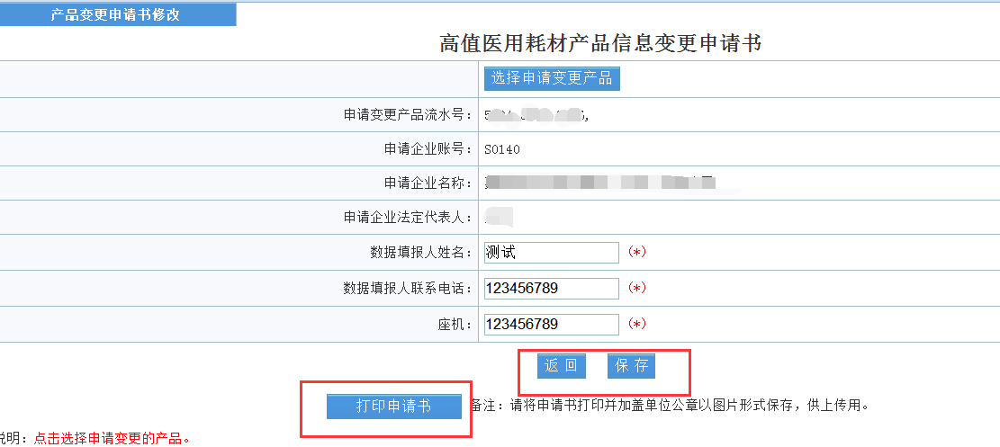 产品变更申请书修改
高值医用耗材产品信息变更申请书
选择申请变更产品
申请变更产品流水号：
申请企业账号： S0140
申请企业名称：
申请企业法定代表人：
数据填报人姓名： 测试 (*)
数据填报人联系电话： 123456789 (*)
座机： 123456789 (*)
返 回 保 存
打印申请书 备注：请将申请书打印并加盖单位公章以图片形式保存，供上传用。
说明：点击选择申请变更的产品。